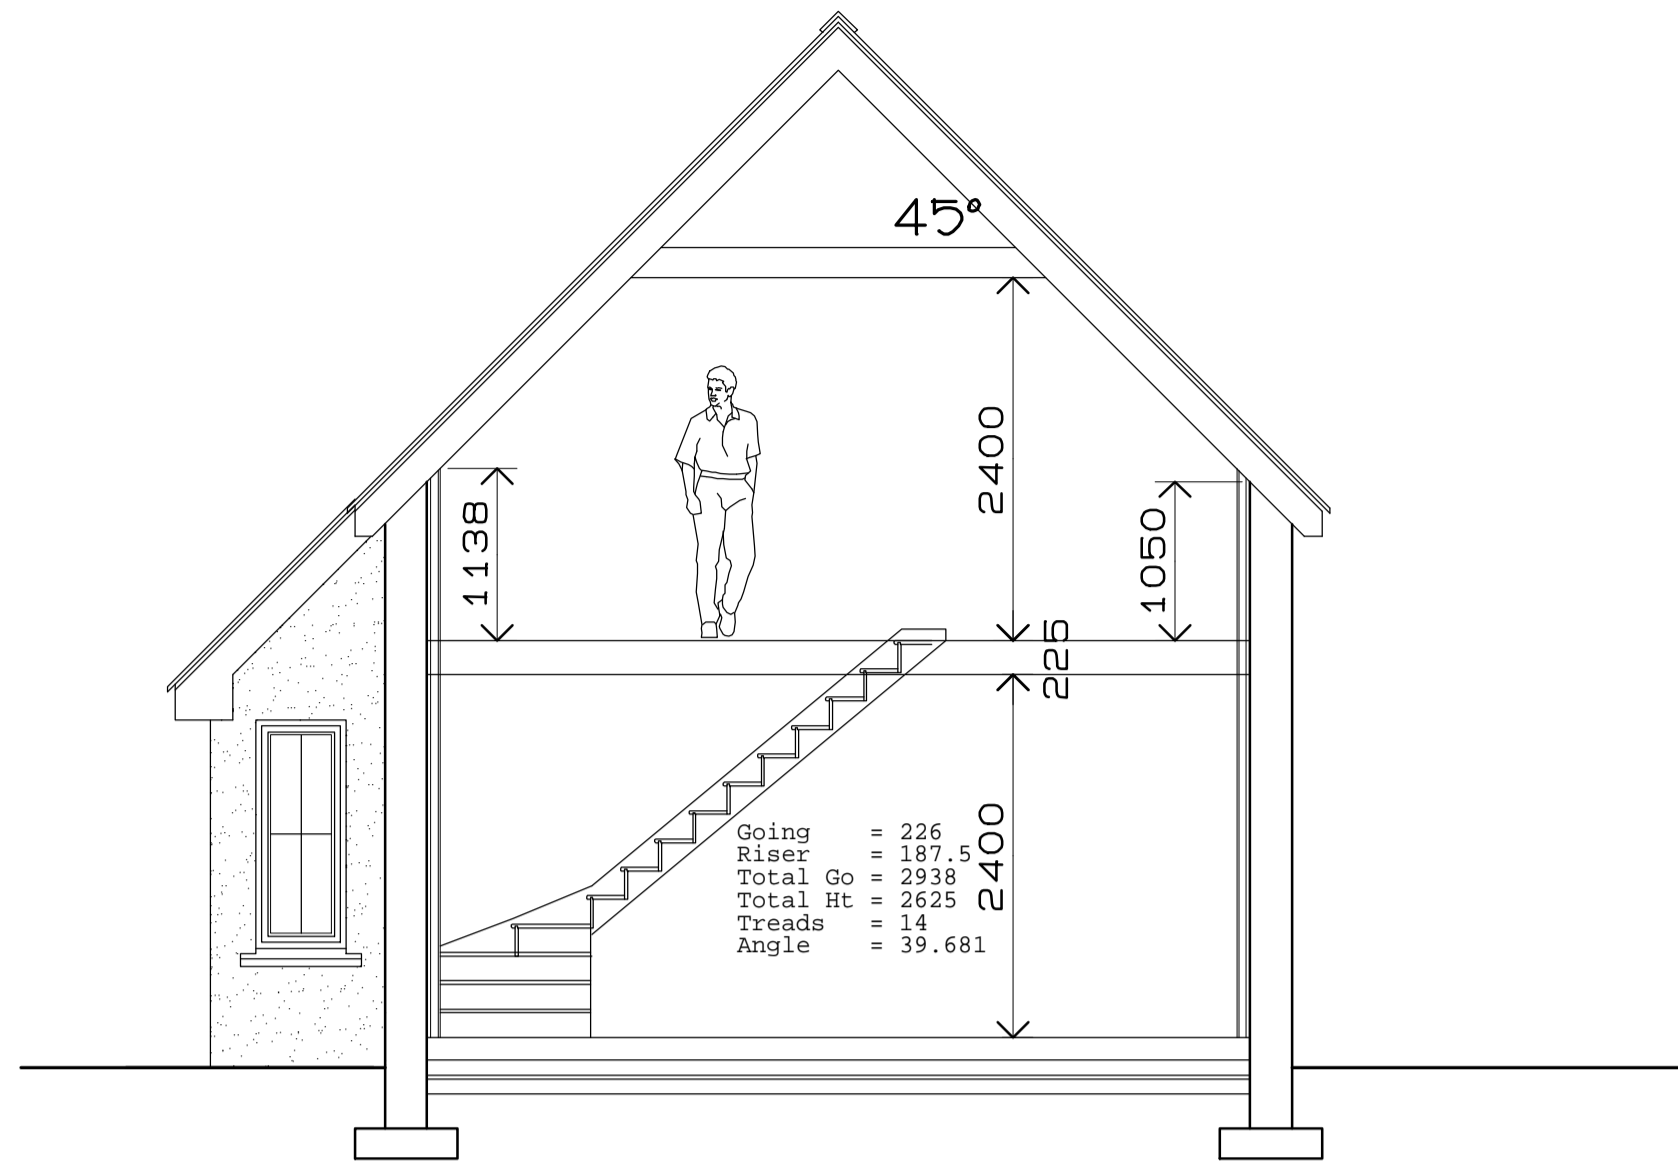 45°
2400
1138
1050
225
Going = 226
Riser = 187.5
Total Go = 2938
Total Ht = 2625
Treads = 14
Angle = 39.681
2400